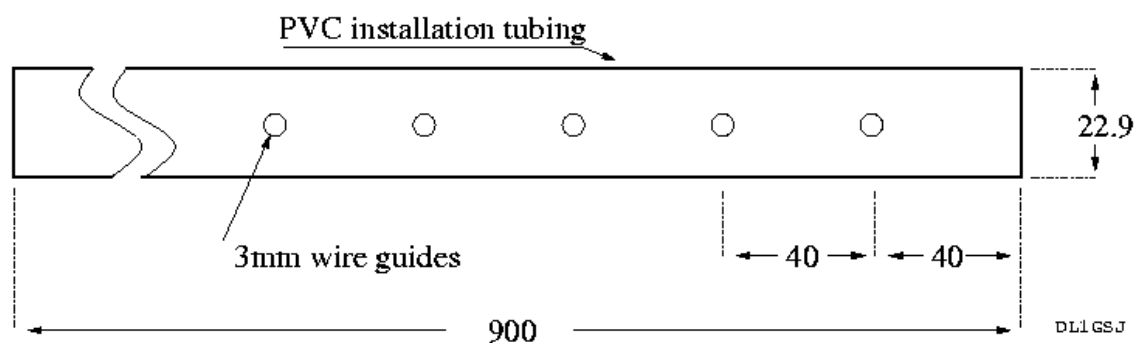 PVC installation tubing
22.9
3mm wire guides
40
40
900
DL1GSJ